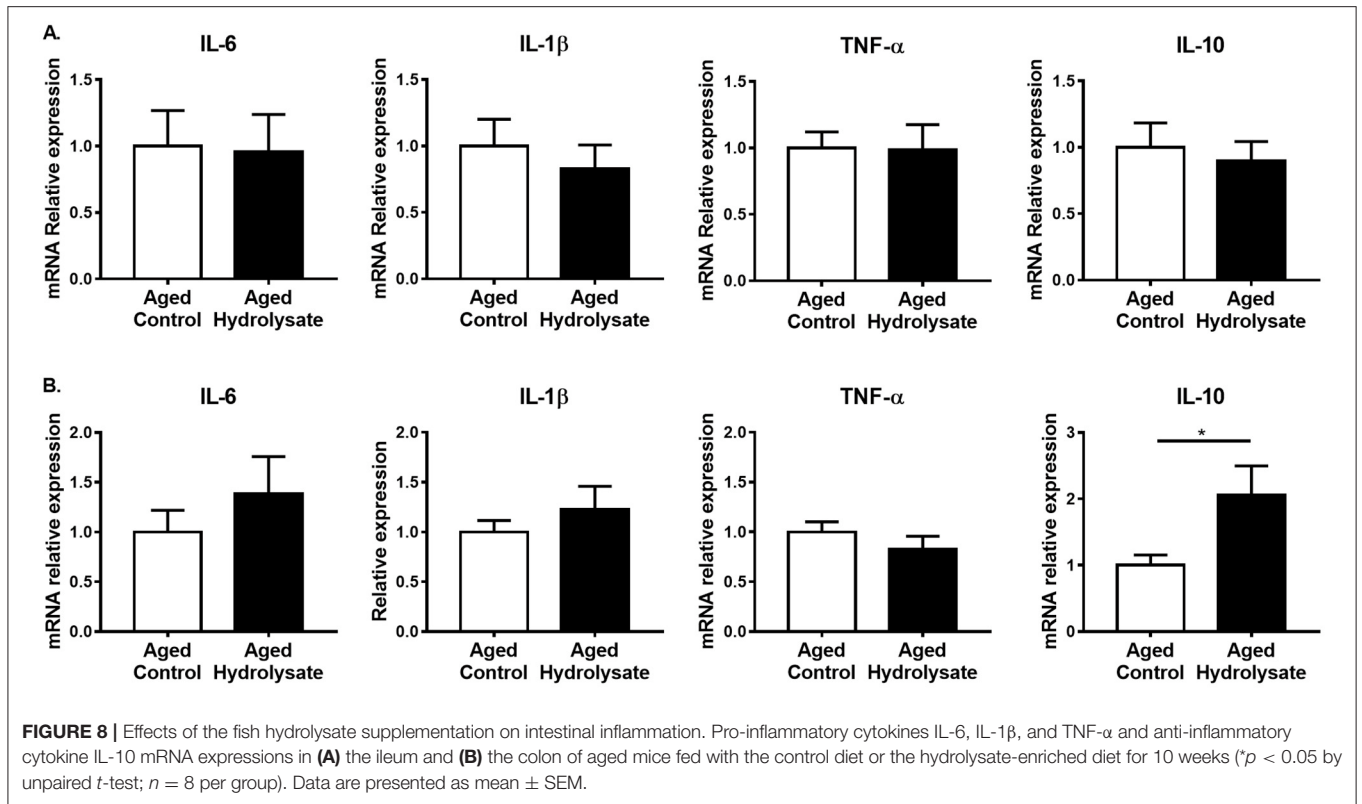 A.
IL-6
mRNA Relative expression
1.5
1.0
0.5
0.0
Aged Aged
Control Hydrolysate
IL-1β
mRNA Relative expression
1.5
1.0
0.5
0.0
Aged Aged
Control Hydrolysate
TNF-α
mRNA Relative expression
1.5
1.0
0.5
0.0
Aged Aged
Control Hydrolysate
IL-10
mRNA Relative expression
1.5
1.0
0.5
0.0
Aged Aged
Control Hydrolysate
B.
IL-6
mRNA relative expression
2.0
1.5
1.0
0.5
0.0
Aged Aged
Control Hydrolysate
IL-1β
Relative expression
2.0
1.5
1.0
0.5
0.0
Aged Aged
Control Hydrolysate
TNF-α
mRNA relative expression
2.0
1.5
1.0
0.5
0.0
Aged Aged
Control Hydrolysate
IL-10
mRNA relative expression
3
2
1
0
*
Aged Aged
Control Hydrolysate
FIGURE 8 | Effects of the fish hydrolysate supplementation on intestinal inflammation. Pro-inflammatory cytokines IL-6, IL-1β, and TNF-α and anti-inflammatory
cytokine IL-10 mRNA expressions in (A) the ileum and (B) the colon of aged mice fed with the control diet or the hydrolysate-enriched diet for 10 weeks (*p < 0.05 by
unpaired t-test; n = 8 per group). Data are presented as mean ± SEM.